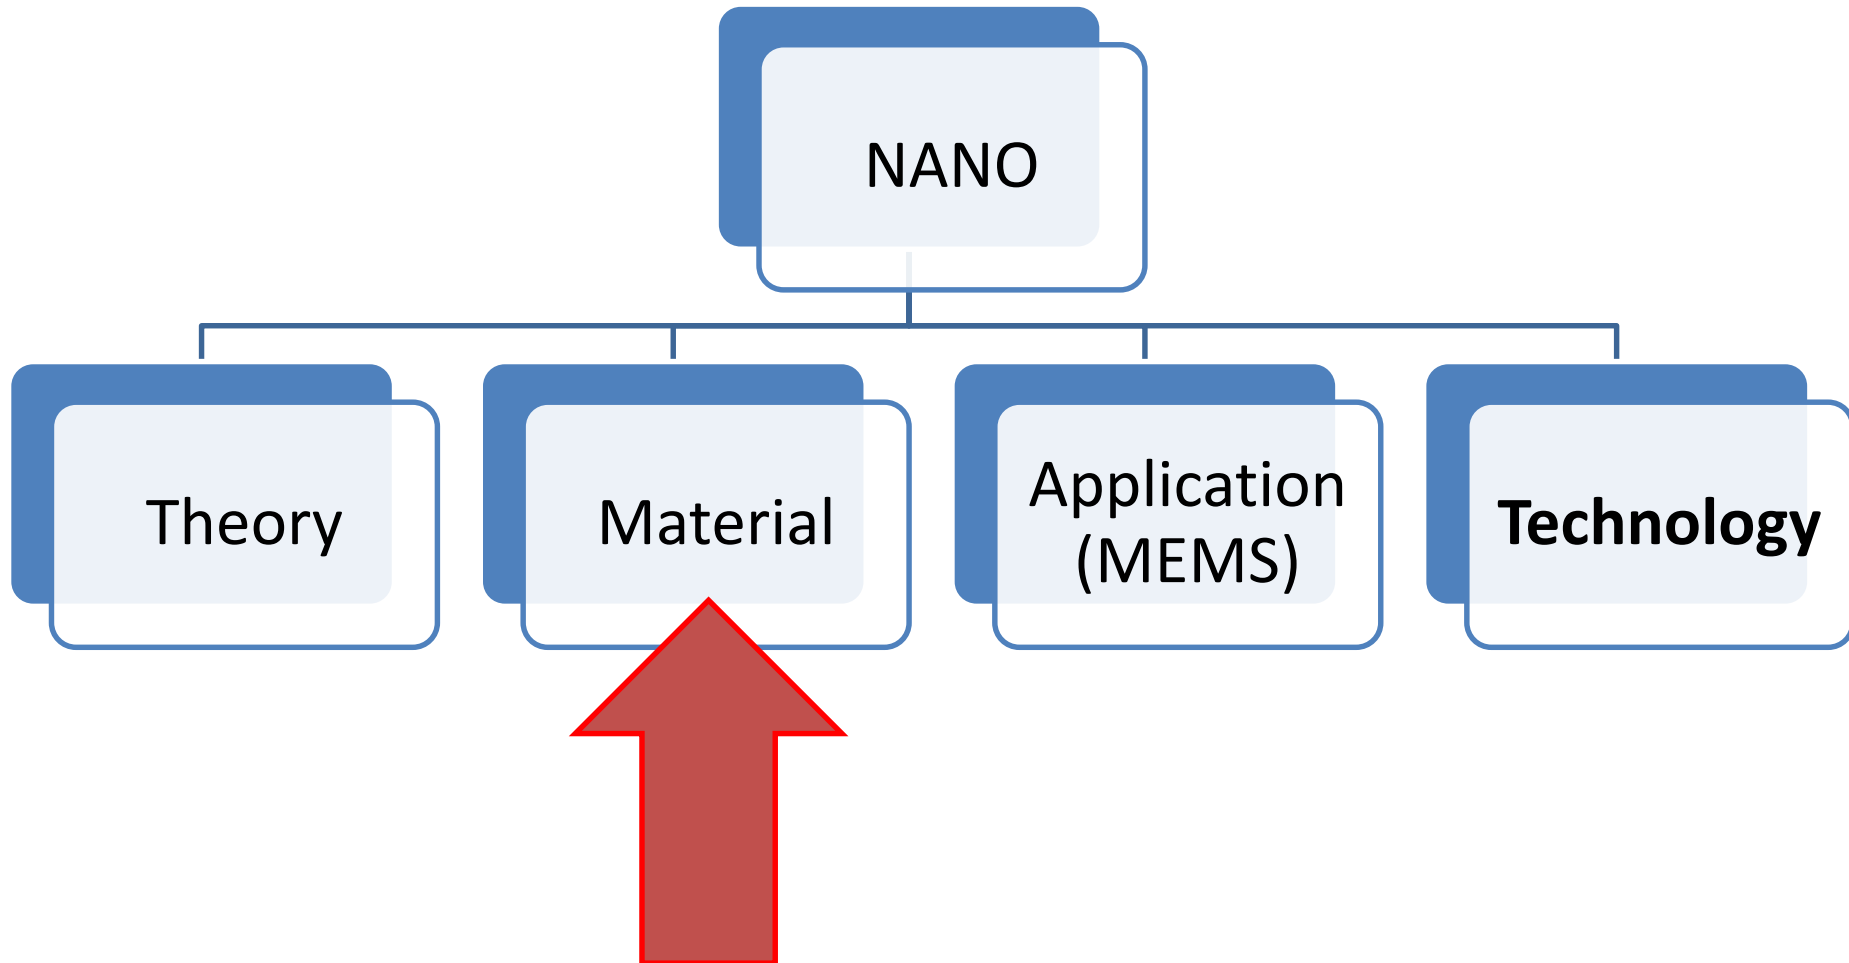 NANO
Theory
Material
Application
(MEMS)
Technology